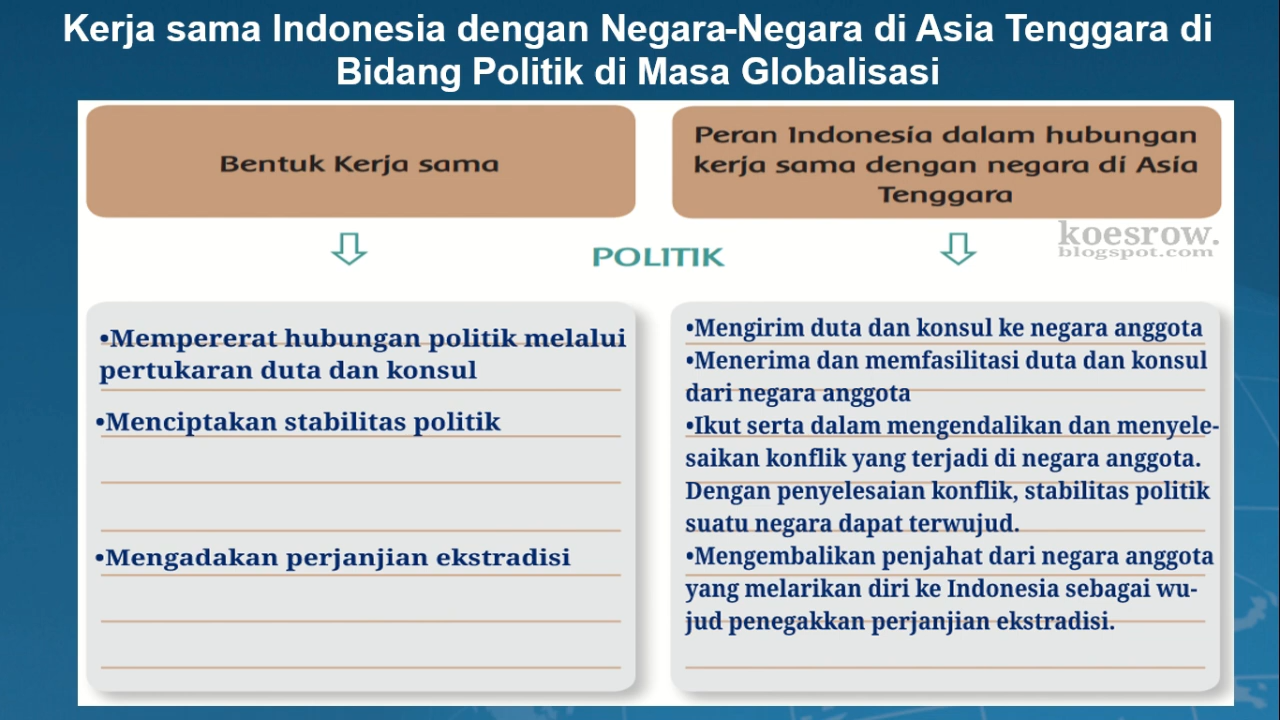 Kerja sama Indonesia dengan Negara-Negara di Asia Tenggara di
Bidang Politik di Masa Globalisasi
Bentuk Kerja sama
Peran Indonesia dalam hubungan
kerja sama dengan negara di Asia
Tenggara
koesrow.
blogspot.com
POLITIK
•Mempererat hubungan politik melalui
pertukaran duta dan konsul
•Menciptakan stabilitas politik
•Mengadakan perjanjian ekstradisi
•Mengirim duta dan konsul ke negara anggota
•Menerima dan memfasilitasi duta dan konsul
dari negara anggota
•Ikut serta dalam mengendalikan dan menyele-
saikan konflik yang terjadi di negara anggota.
Dengan penyelesaian konflik, stabilitas politik
suatu negara dapat terwujud.
•Mengembalikan penjahat dari negara anggota
yang melarikan diri ke Indonesia sebagai wu-
jud penegakkan perjanjian ekstradisi.